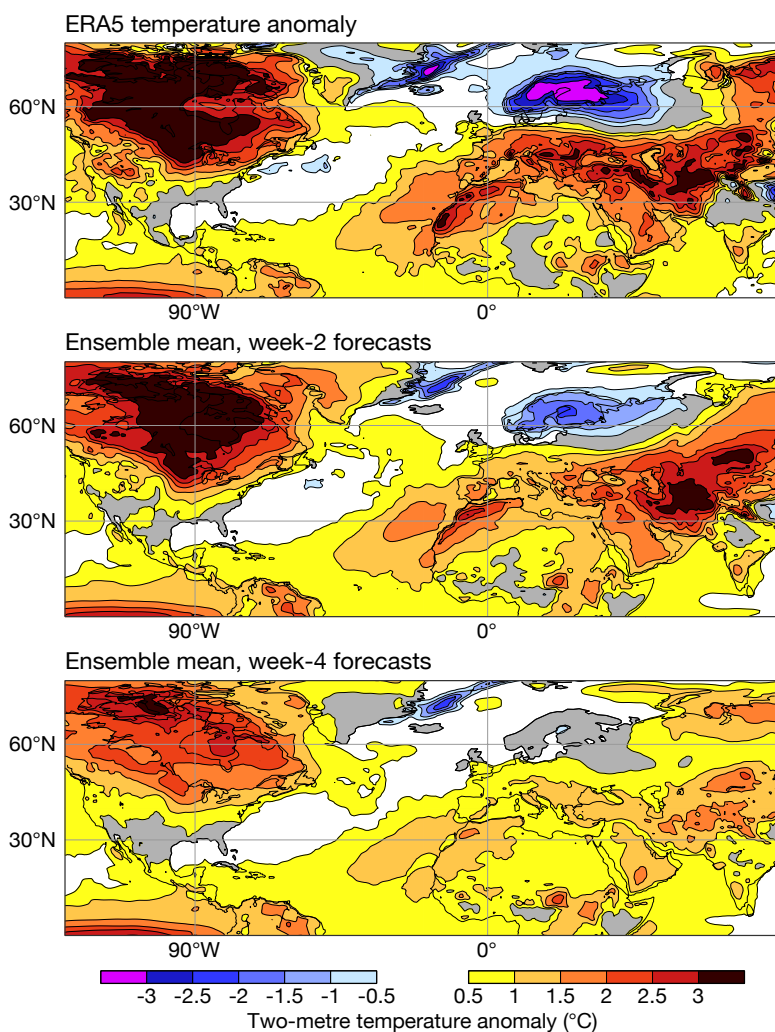 ERA5 temperature anomaly
60°N
30°N
90°W 0°
Ensemble mean, week-2 forecasts
60°N
30°N
90°W 0°
Ensemble mean, week-4 forecasts
60°N
30°N
90°W 0°
-3 -2.5 -2 -1.5 -1 -0.5 0.5 1 1.5 2 2.5 3
Two-metre temperature anomaly (°C)